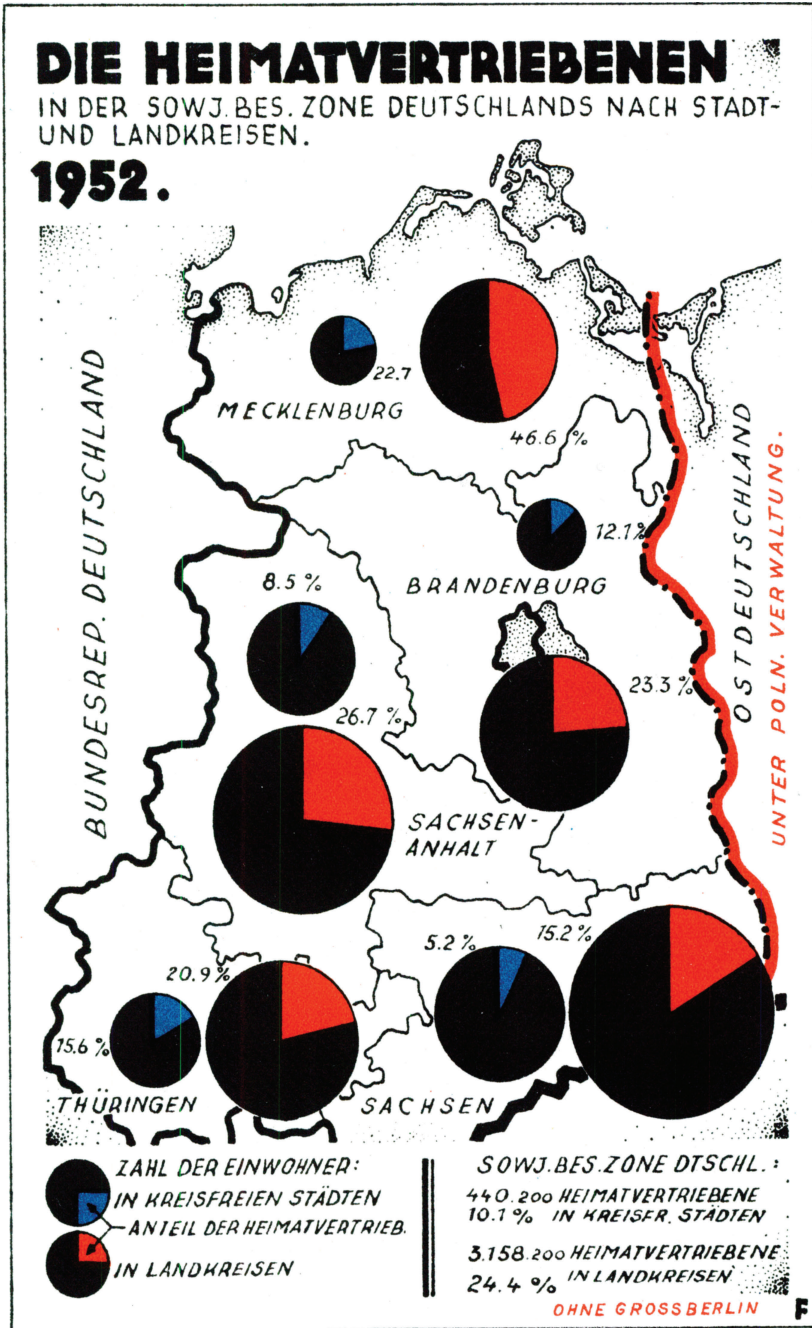 DIE HEIMATVERTRIEBENEN
IN DER SOWJ. BES. ZONE DEUTSCHLANDS NACH STADT-
UND LANDKREISEN.
1952.
BUNDESREP. DEUTSCHLAND
OSTDEUTSCHLAND
UNTER POLN. VERWALTUNG.
22.7
MECKLENBURG
46.6 %
12.1%
BRANDENBURG
8.5 %
23.3 %
26.7 %
SACHSEN-
ANHALT
5.2 %
15.2 %
20.9 %
15.6 %
THÜRINGEN
SACHSEN
ZAHL DER EINWOHNER:
IN KREISFREIEN STÄDTEN
ANTEIL DER HEIMATVERTRIEB.
IN LANDKREISEN
SOWJ. BES. ZONE DTSCHL.:
440.200 HEIMATVERTRIEBENE
10.1 % IN KREISFR. STÄDTEN
3.158.200 HEIMATVERTRIEBENE
24.4 % IN LANDKREISEN
OHNE GROSSBERLIN
F